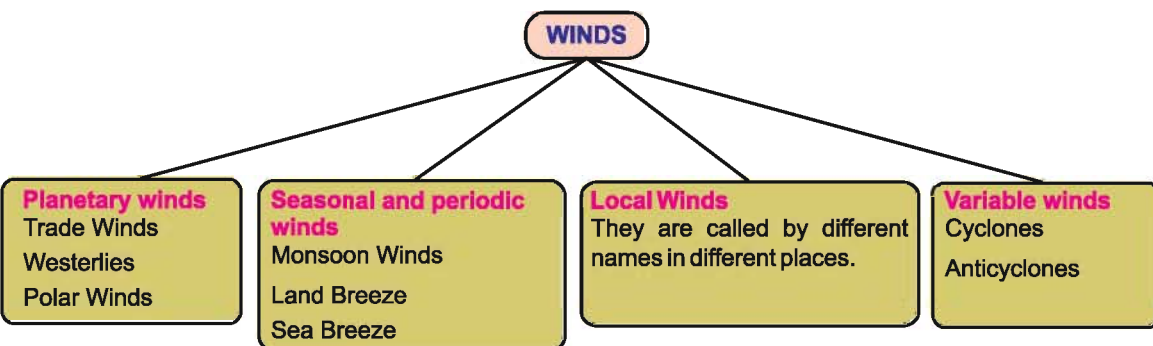 WINDS
Planetary winds
Trade Winds
Westerlies
Polar Winds
Seasonal and periodic
winds
Monsoon Winds
Land Breeze
Sea Breeze
Local Winds
They are called by different
names in different places.
Variable winds
Cyclones
Anticyclones